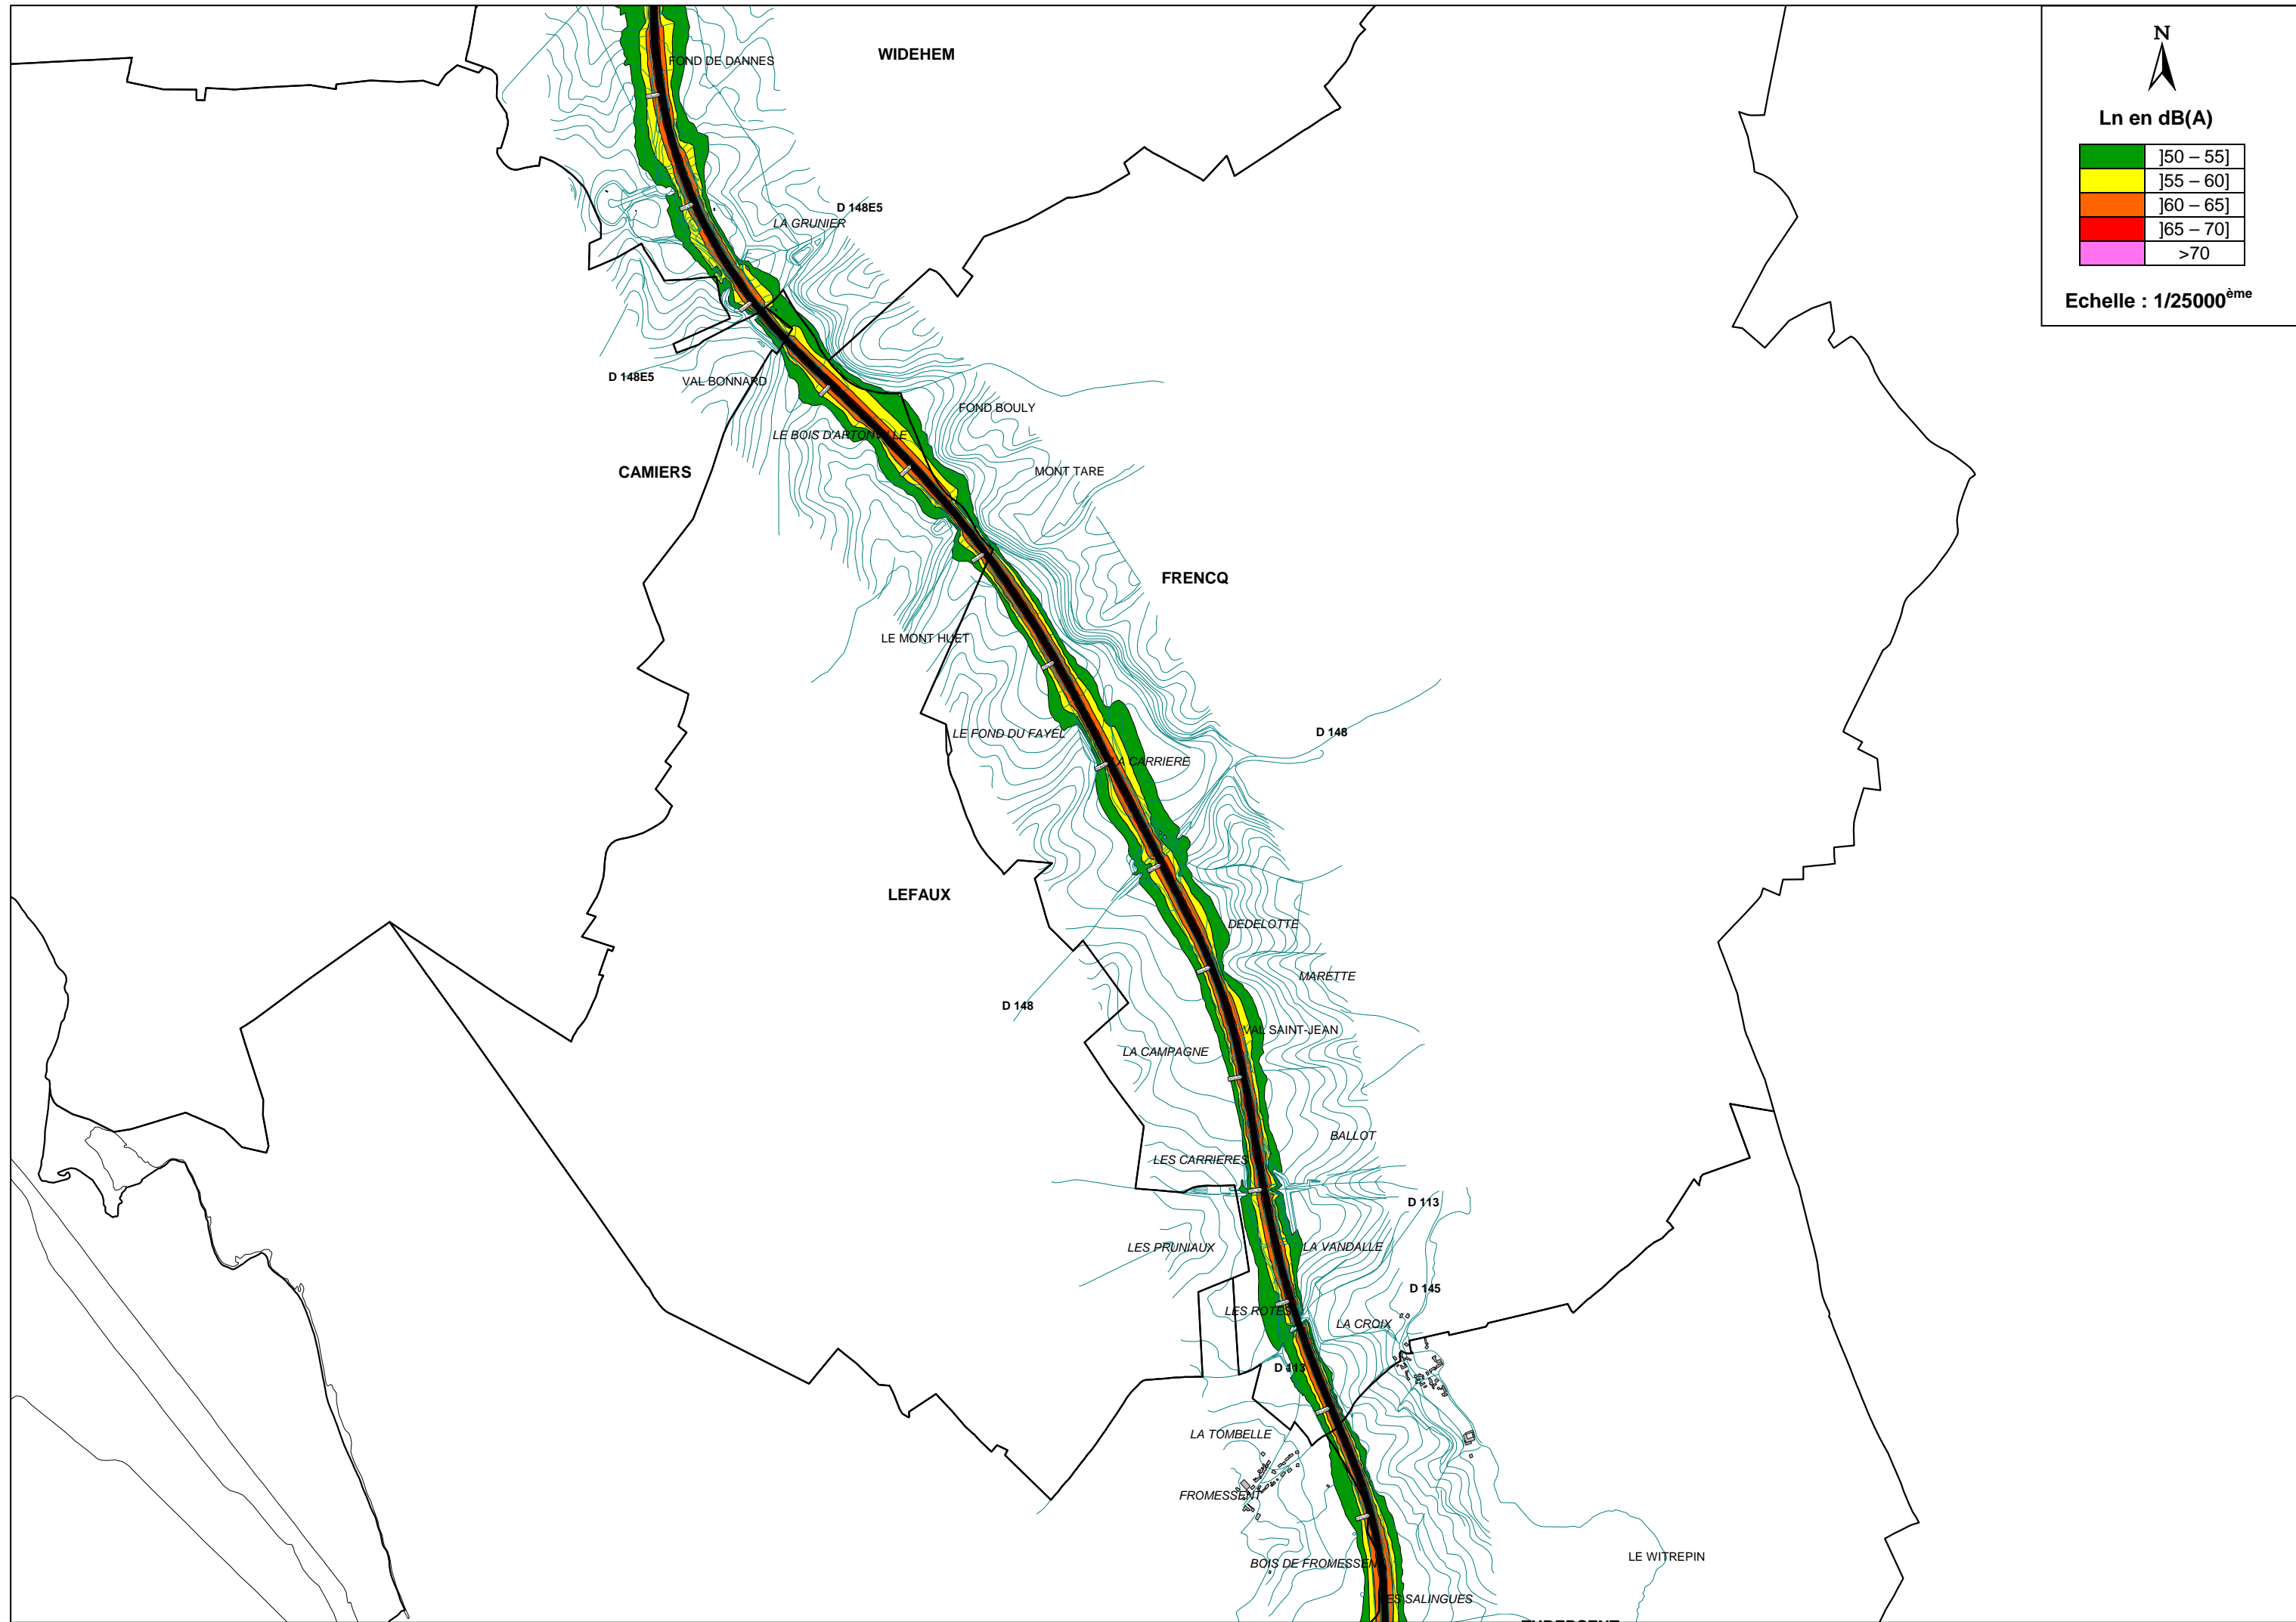 WIDEHEM
N
FOND DE DANNES
Ln en dB(A)
]50 – 55]
]55 – 60]
]60 – 65]
]65 – 70]
>70
Echelle : 1/25000ème
D 148E5
LA GRUNIER
D 148E5
VAL BONNARD
FOND BOULY
LE BOIS D'ARTONVILLE
CAMIERS
MONT TARE
FRENCQ
LE MONT HUET
LE FOND DU FAYEL
D 148
LA CARRIERE
LEFAUX
DEDELOTTE
MARETTE
D 148
VAL SAINT-JEAN
LA CAMPAGNE
BALLOT
LES CARRIERES
D 113
LES PRUNIAUX
LA VANDALLE
D 145
LES ROTES
LA CROIX
D 113
LA TOMBELLE
FROMESSENT
BOIS DE FROMESSENT
LE WITREPIN
LES SALINGUES